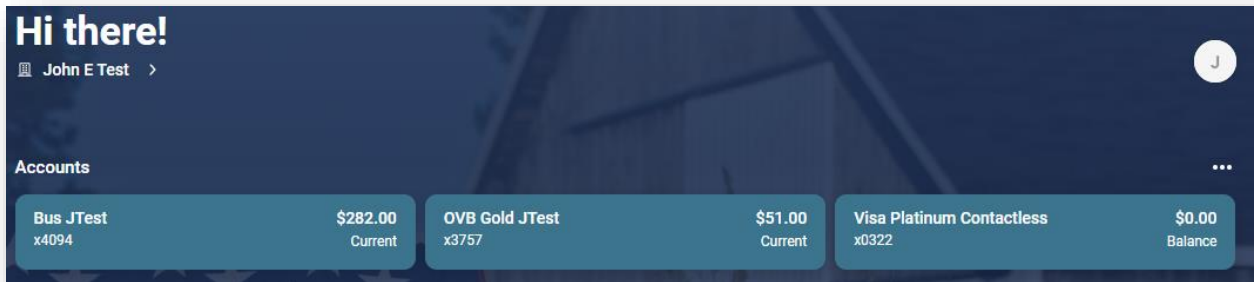 Hi there!
John E Test >
J
Accounts
Bus JTest $282.00
x4094 Current
OVB Gold JTest $51.00
x3757 Current
Visa Platinum Contactless $0.00
x0322 Balance